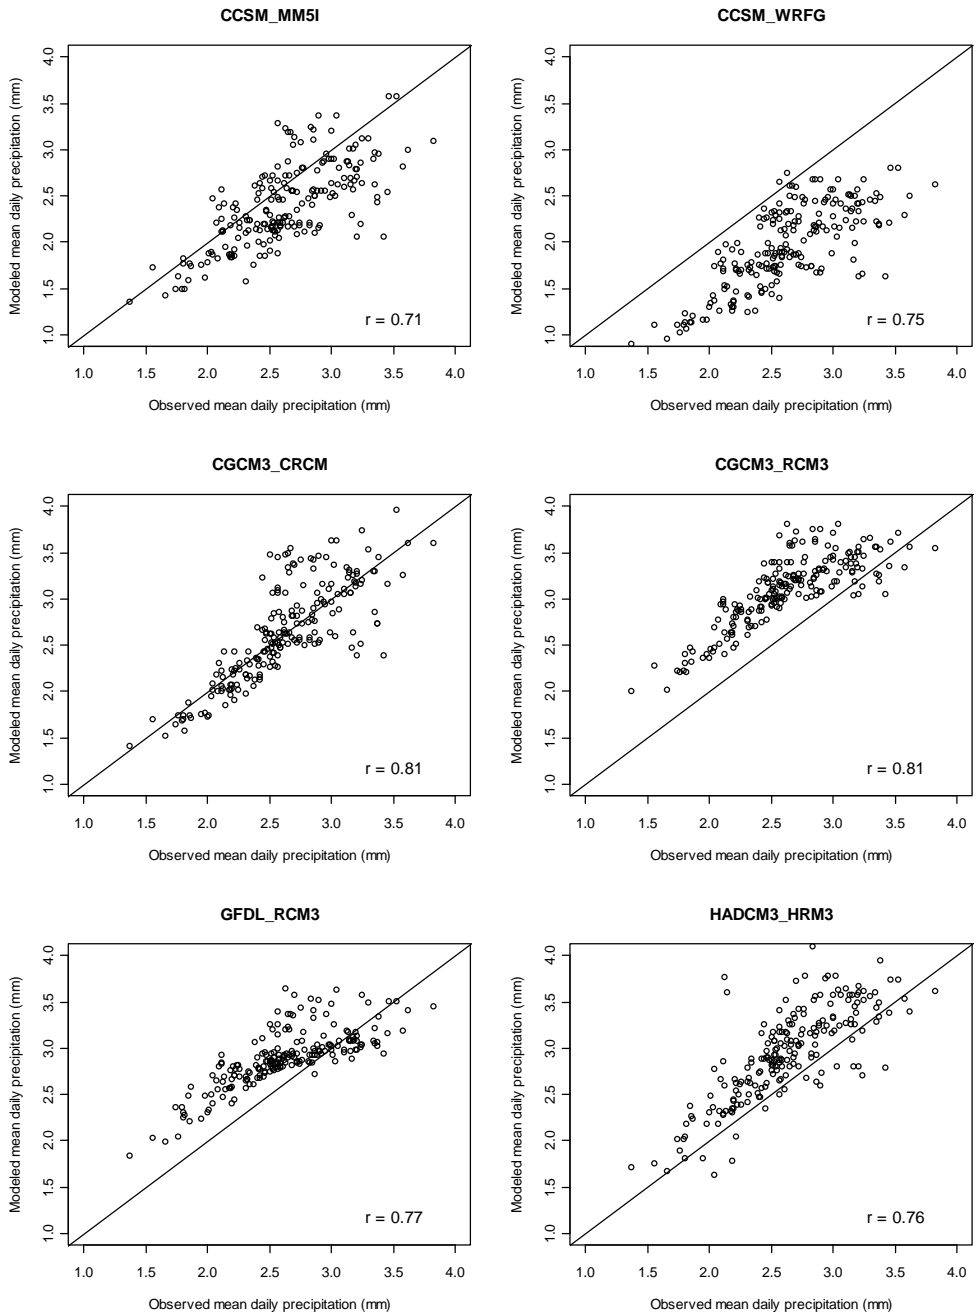 CCSM_MM5I
Modeled mean daily precipitation (mm)
1.0 1.5 2.0 2.5 3.0 3.5 4.0
r = 0.71
1.0 1.5 2.0 2.5 3.0 3.5 4.0
Observed mean daily precipitation (mm)
CCSM_WRFG
Modeled mean daily precipitation (mm)
1.0 1.5 2.0 2.5 3.0 3.5 4.0
r = 0.75
1.0 1.5 2.0 2.5 3.0 3.5 4.0
Observed mean daily precipitation (mm)
CGCM3_CRCM
Modeled mean daily precipitation (mm)
1.0 1.5 2.0 2.5 3.0 3.5 4.0
r = 0.81
1.0 1.5 2.0 2.5 3.0 3.5 4.0
Observed mean daily precipitation (mm)
CGCM3_RCM3
Modeled mean daily precipitation (mm)
1.0 1.5 2.0 2.5 3.0 3.5 4.0
r = 0.81
1.0 1.5 2.0 2.5 3.0 3.5 4.0
Observed mean daily precipitation (mm)
GFDL_RCM3
Modeled mean daily precipitation (mm)
1.0 1.5 2.0 2.5 3.0 3.5 4.0
r = 0.77
1.0 1.5 2.0 2.5 3.0 3.5 4.0
Observed mean daily precipitation (mm)
HADCM3_HRM3
Modeled mean daily precipitation (mm)
1.0 1.5 2.0 2.5 3.0 3.5 4.0
r = 0.76
1.0 1.5 2.0 2.5 3.0 3.5 4.0
Observed mean daily precipitation (mm)